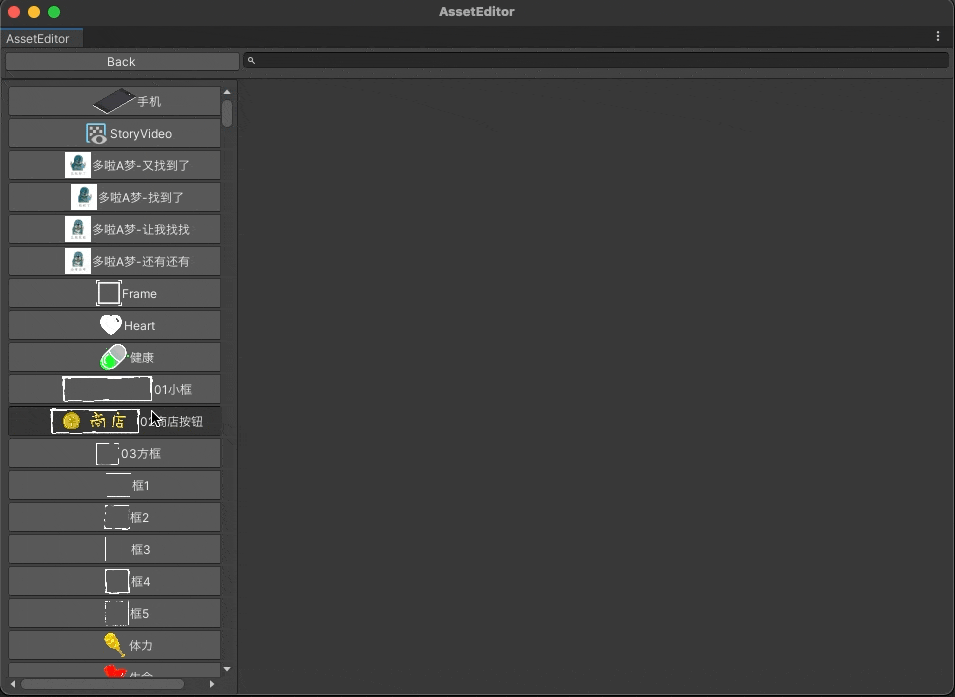 AssetEditor
AssetEditor
Back
手机
StoryVideo
多啦A梦-又找到了
多啦A梦-找到了
多啦A梦-让我找找
多啦A梦-还有还有
Frame
Heart
健康
01小框
商店 02商店按钮
03方框
框1
框2
框3
框4
框5
体力
生命